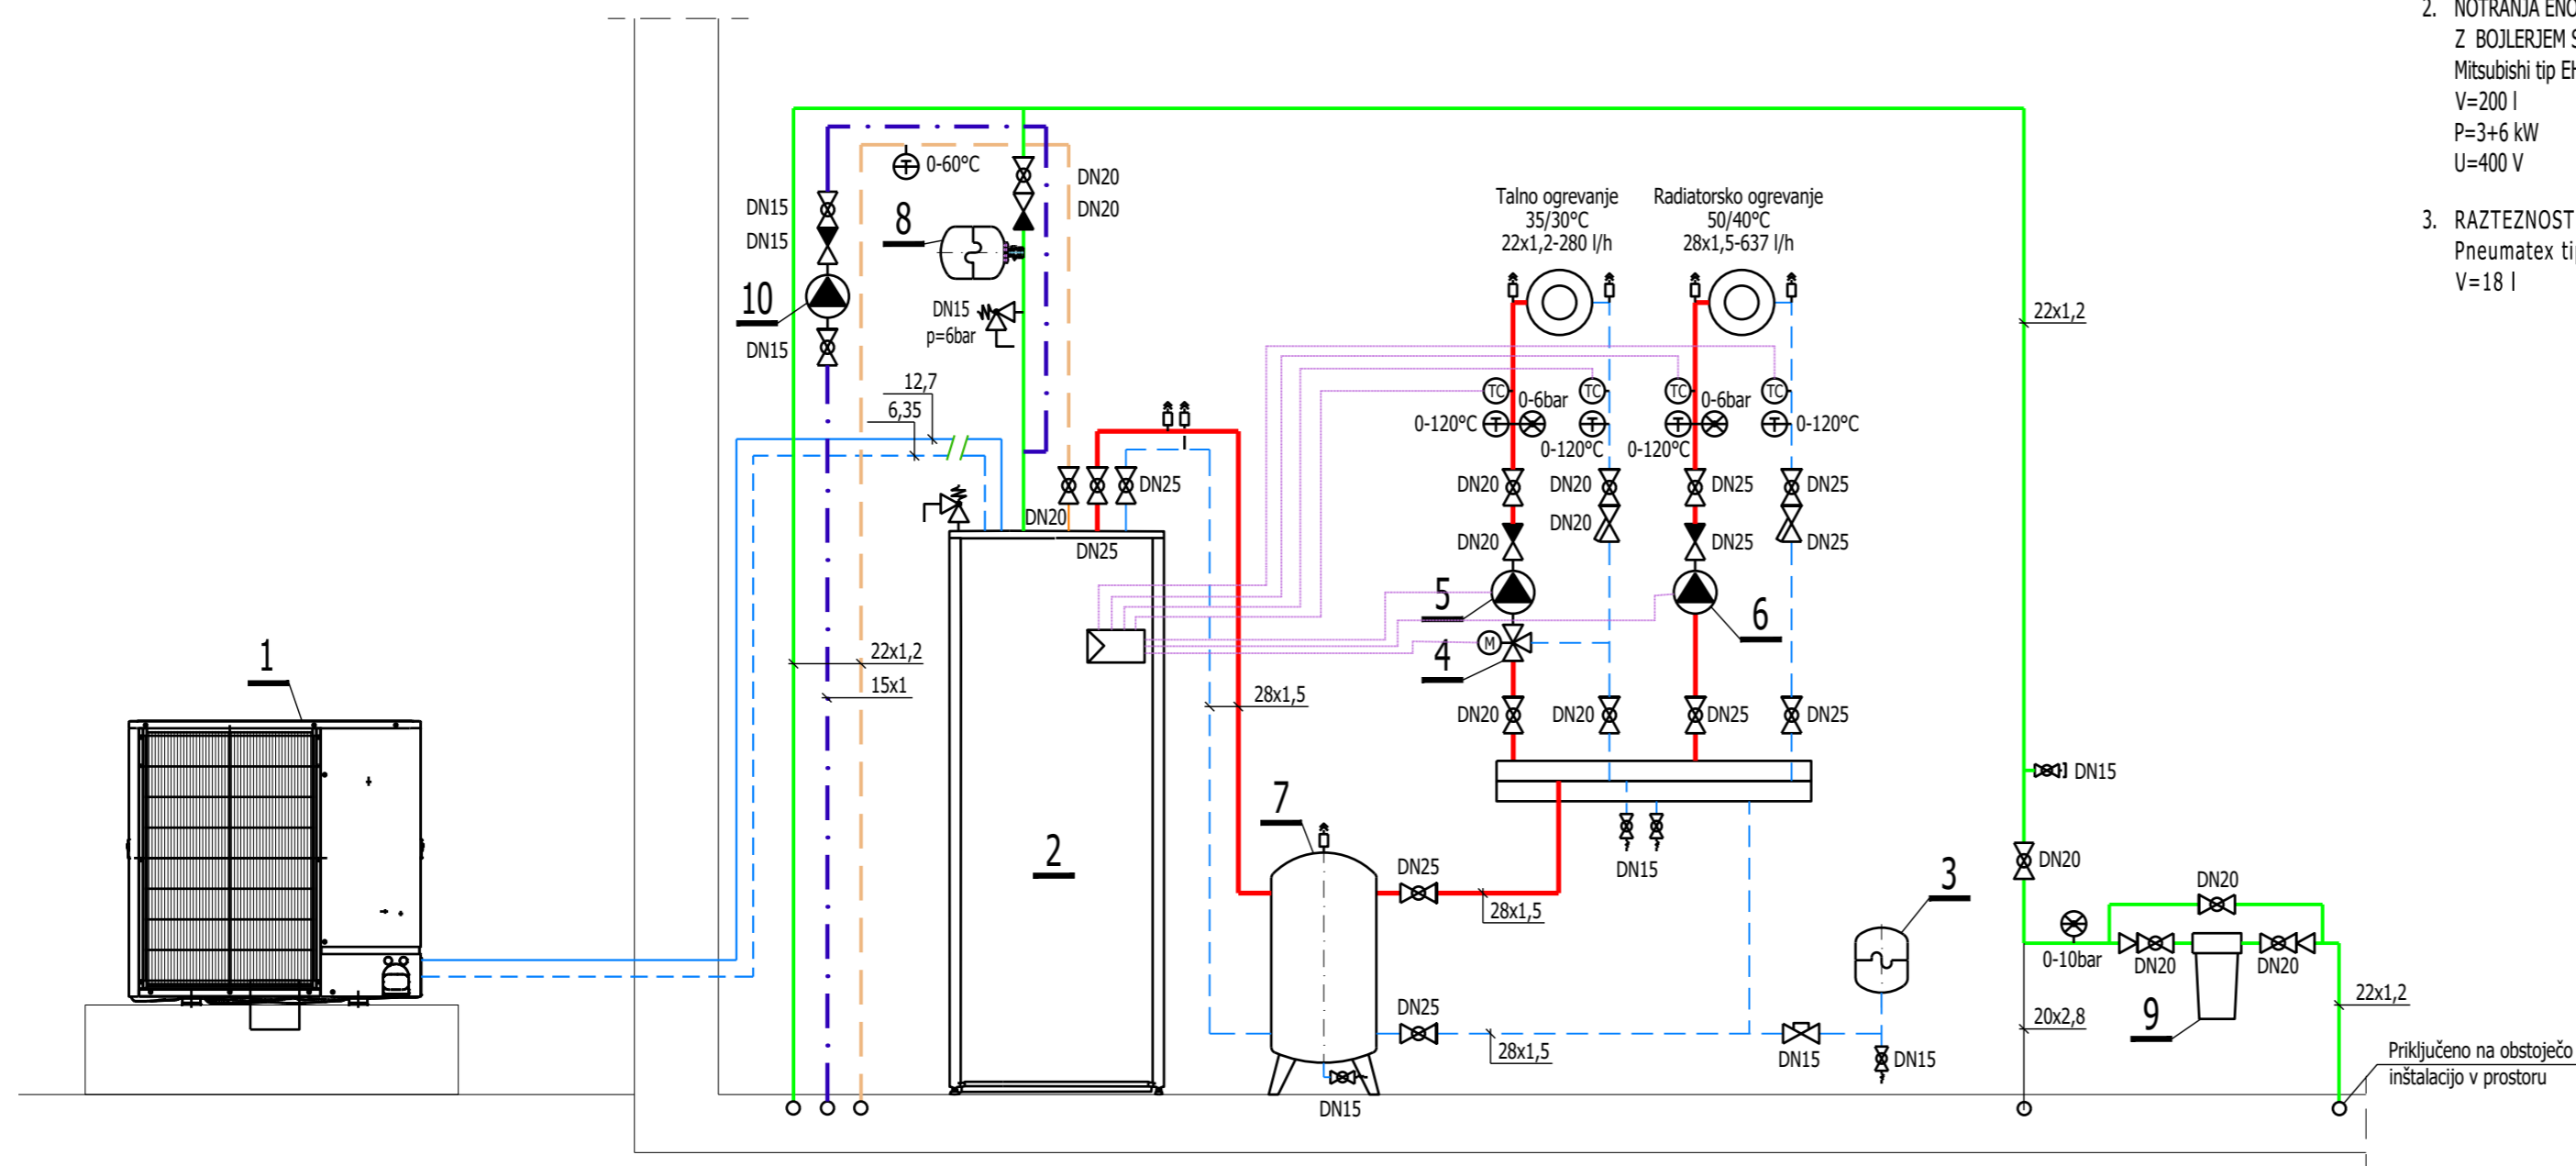 2. NOTRANJA
Z BOJLERJEM
Mitsubishi tip
V=200 l
P=3+6 kW
U=400 V
3. RAZTEZNOST
Pneumatex
V=18 l
0-60°C
DN20
DN20
DN15
DN15
8
10
DN15
DN15
p=6bar
12,7
6,35
Talno ogrevanje
35/30°C
22x1,2-280 l/h
Radiatorsko ogrevanje
50/40°C
28x1,5-637 l/h
22x1,2
TC
TC
TC
TC
0-6bar
0-6bar
0-120°C
T
T
T
T
0-120°C
0-120°C
0-120°C
DN20
DN20
DN25
DN25
DN25
DN20
DN25
DN20
DN20
DN25
DN25
5
6
4
M
1
22x1,2
15x1
28x1,5
DN20
DN20
DN25
DN25
DN15
7
2
DN25
28x1,5
DN15
3
DN20
DN20
0-10bar
DN20
DN20
9
22x1,2
20x2,8
DN25
28x1,5
DN15
DN15
DN15
Priključeno na obstoječo
inštalacijo v prostoru